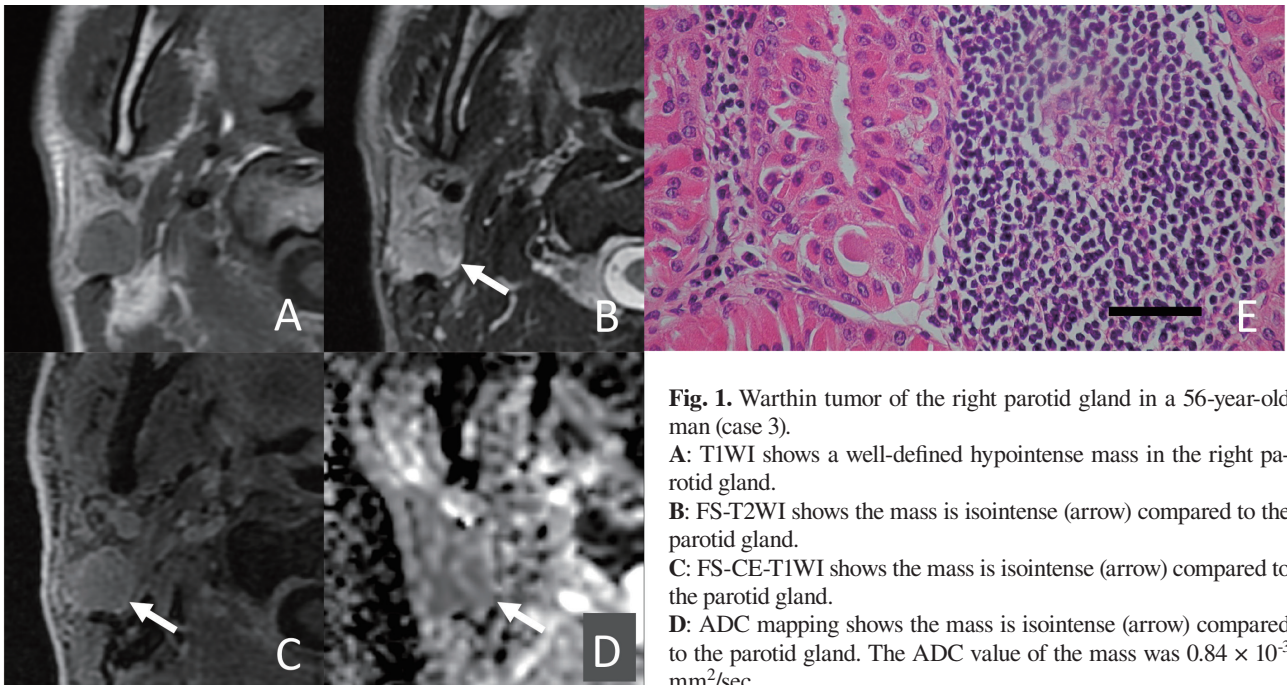 A
B
E
C
D
Fig. 1. Warthin tumor of the right parotid gland in a 56-year-old
man (case 3).
A: T1WI shows a well-defined hypointense mass in the right pa-
rotid gland.
B: FS-T2WI shows the mass is isointense (arrow) compared to the
parotid gland.
C: FS-CE-T1WI shows the mass is isointense (arrow) compared to
the parotid gland.
D: ADC mapping shows the mass is isointense (arrow) compared
to the parotid gland. The ADC value of the mass was 0.84 × 10⁻³
mm²/sec